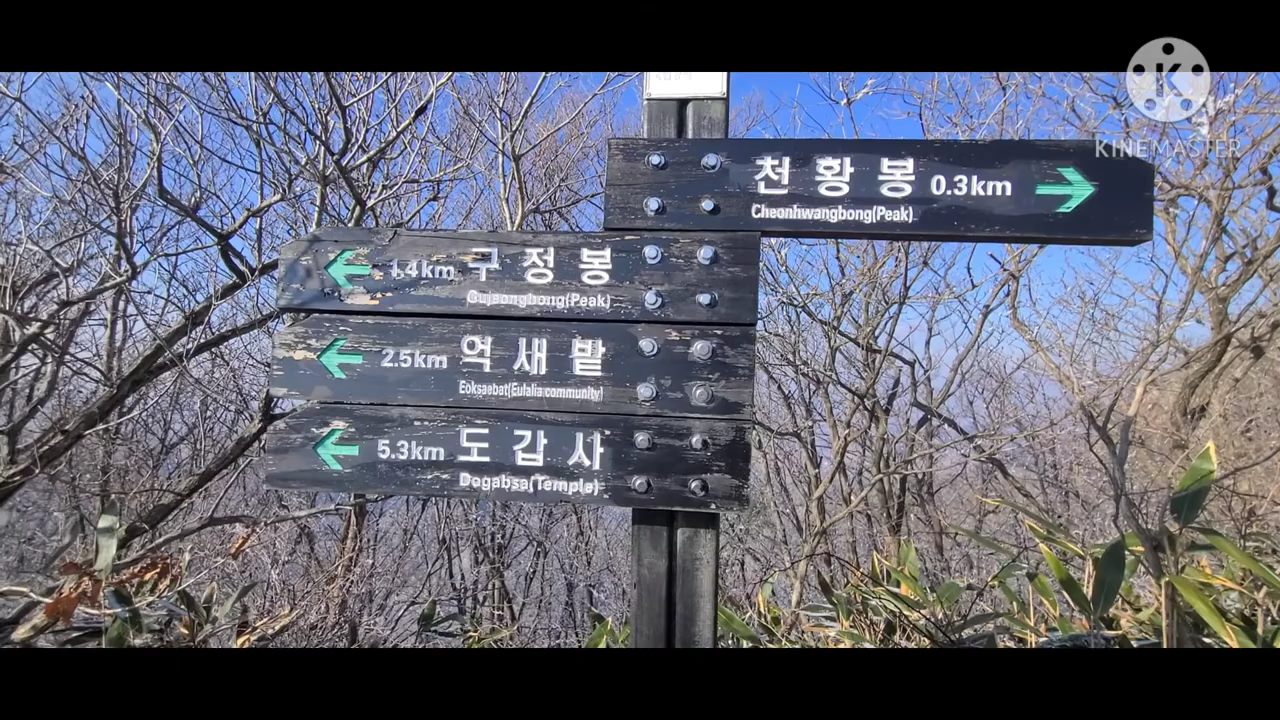 K
KINEMASTER
천황봉 0.3km
Cheonhwangbong(Peak)
1.4km 구정봉
Gujeongbong(Peak)
2.5km 억새밭
Eoksaebat(Eulalia community)
5.3km 도갑사
Dogabsa(Temple)